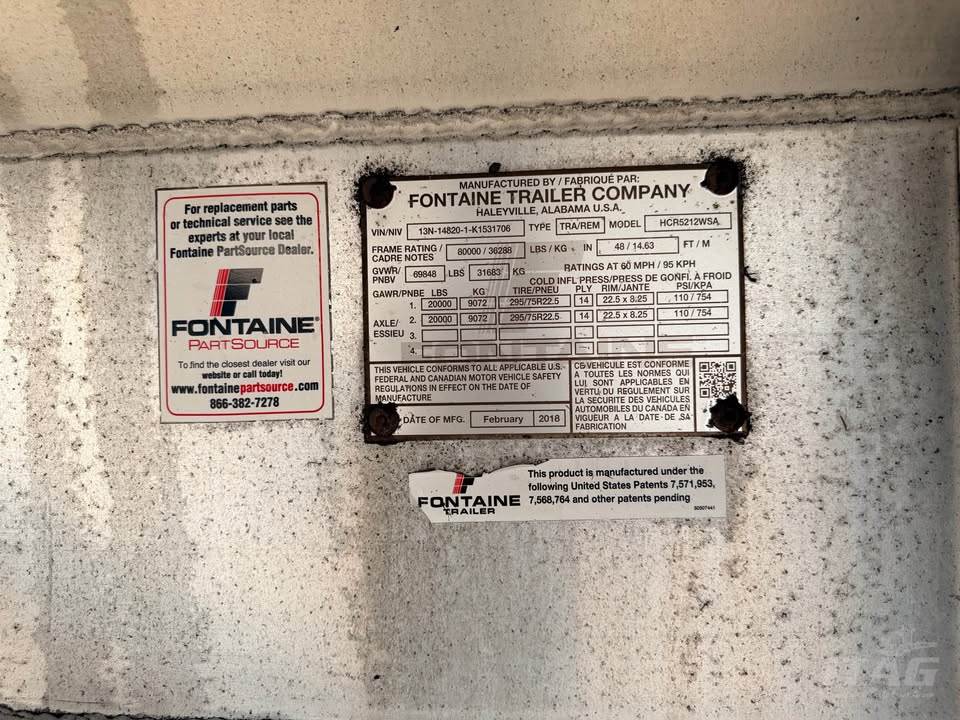 For replacement parts
or technical service see the
experts at your local
Fontaine PartSource Dealer.
FONTAINE®
PARTSOURCE
To find the closest dealer visit our
website or call today!
www.fontainepartsource.com
866-382-7278
MANUFACTURED BY / FABRIQUÉ PAR:
FONTAINE TRAILER COMPANY
HALEYVILLE, ALABAMA U.S.A.
VIN/NIV 13N-14820-1-K1531706 TYPE TRA/REM MODEL HCR5212WSA
FRAME RATING / CADRE NOTES 80000 / 36288 LBS / KG IN 48 / 14.63 FT / M
GVWR/ PNBV 69848 LBS 31683 KG RATINGS AT 60 MPH / 95 KPH
COLD INFL PRESS/PRESS DE GONFL À FROID
GAWR/PNBE LBS KG TIRE/PNEU PLY RIM/JANTE PSI/KPA
1. 20000 9072 295/75R22.5 14 22.5 x 8.25 110 / 754
AXLE/ ESSIEU
2. 20000 9072 295/75R22.5 14 22.5 x 8.25 110 / 754
3.
4.
FONTAINE
THIS VEHICLE CONFORMS TO ALL APPLICABLE U.S.
FEDERAL AND CANADIAN MOTOR VEHICLE SAFETY
REGULATIONS IN EFFECT ON THE DATE OF
MANUFACTURE
DATE OF MFG. February 2018
CE VEHICULE EST CONFORME
A TOUTES LES NORMES QUI
LUI SONT APPLICABLES EN
VERTU DU REGLEMENT SUR
LA SECURITE DES VEHICULES
AUTOMOBILES DU CANADA EN
VIGUEUR A LA DATE DE SA
FABRICATION
FONTAINE
TRAILER
This product is manufactured under the
following United States Patents 7,571,953,
7,568,764 and other patents pending
50507441